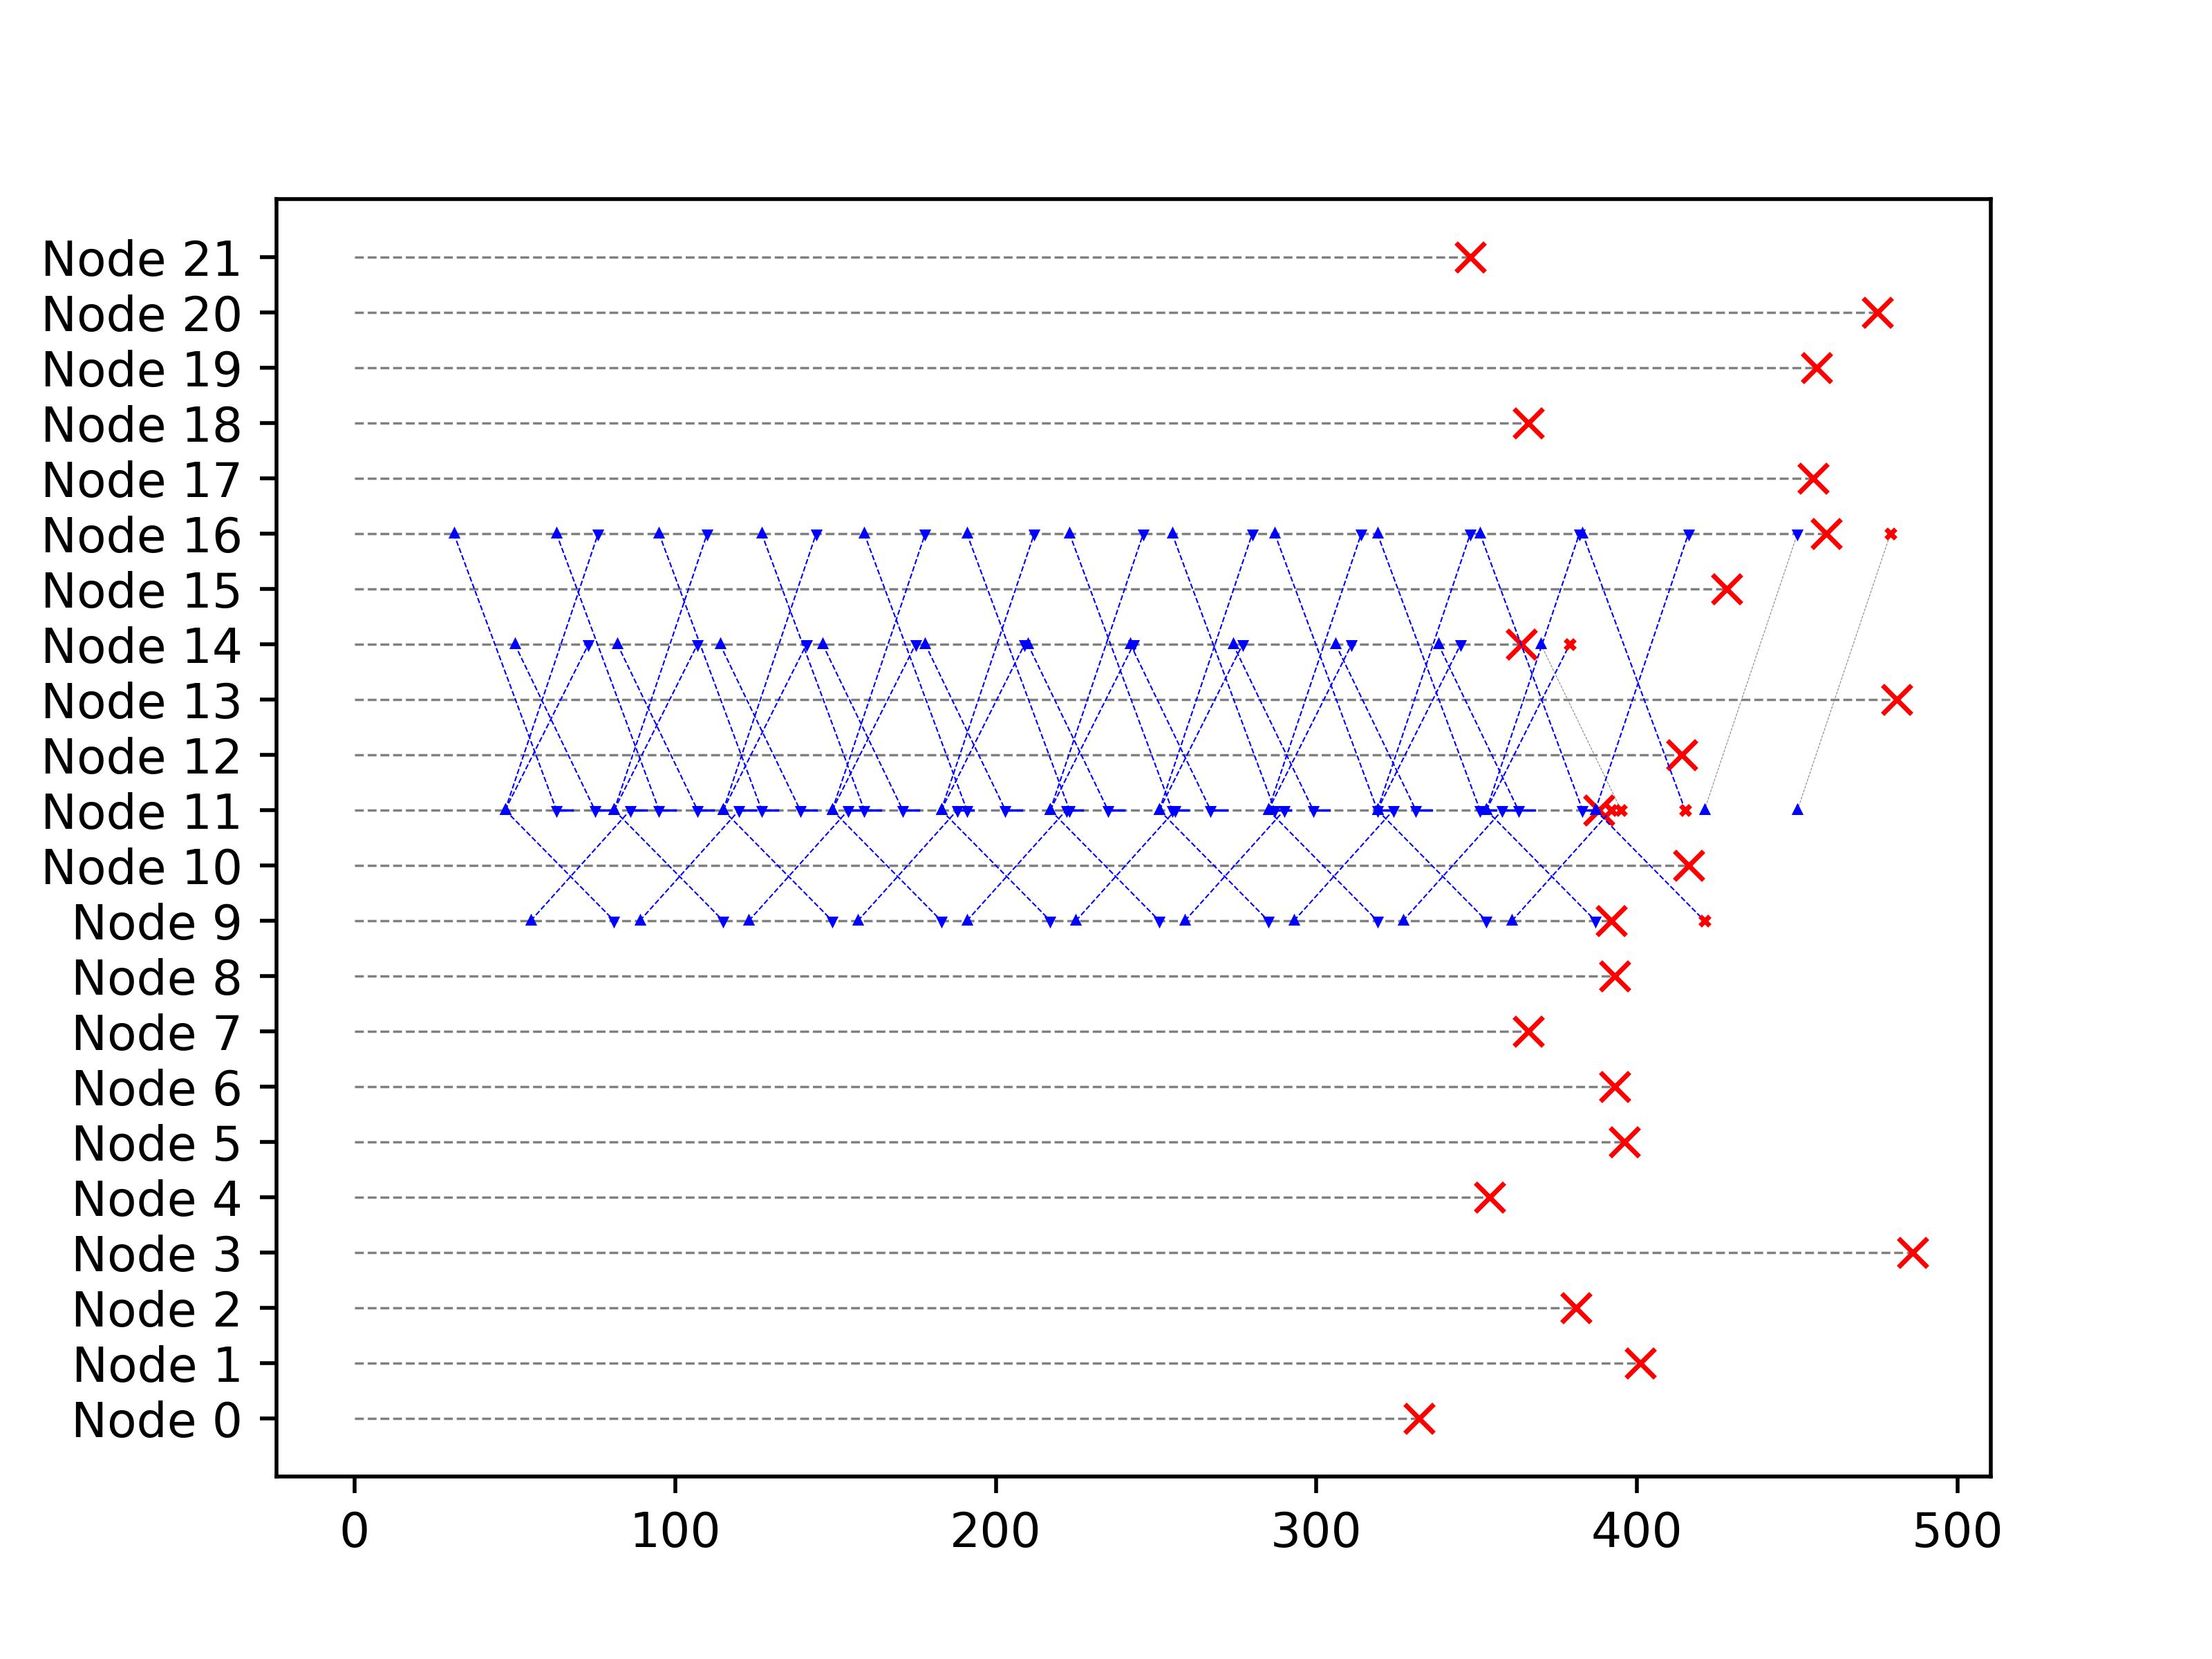 Node 21
Node 20
Node 19
Node 18
Node 17
Node 16
Node 15
Node 14
Node 13
Node 12
Node 11
Node 10
Node 9
Node 8
Node 7
Node 6
Node 5
Node 4
Node 3
Node 2
Node 1
Node 0
0 100 200 300 400 500